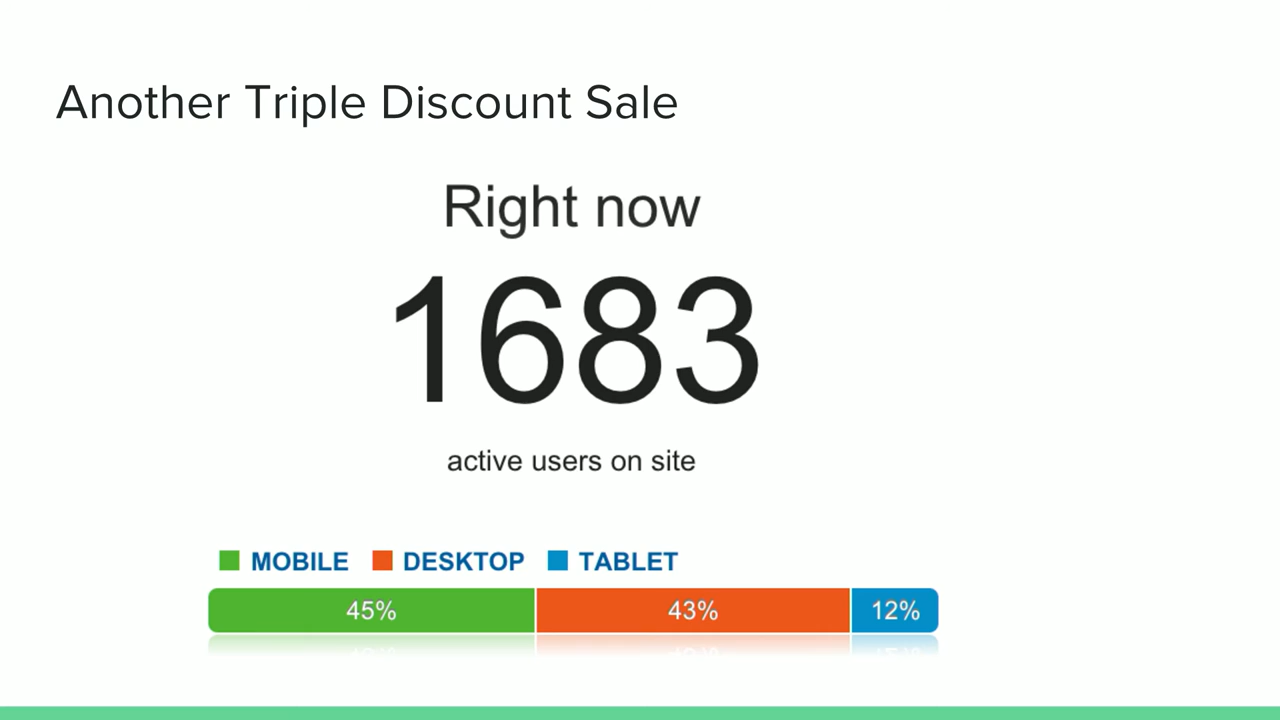 Another Triple Discount Sale
Right now
1683
active users on site
MOBILE DESKTOP TABLET
45% 43% 12%